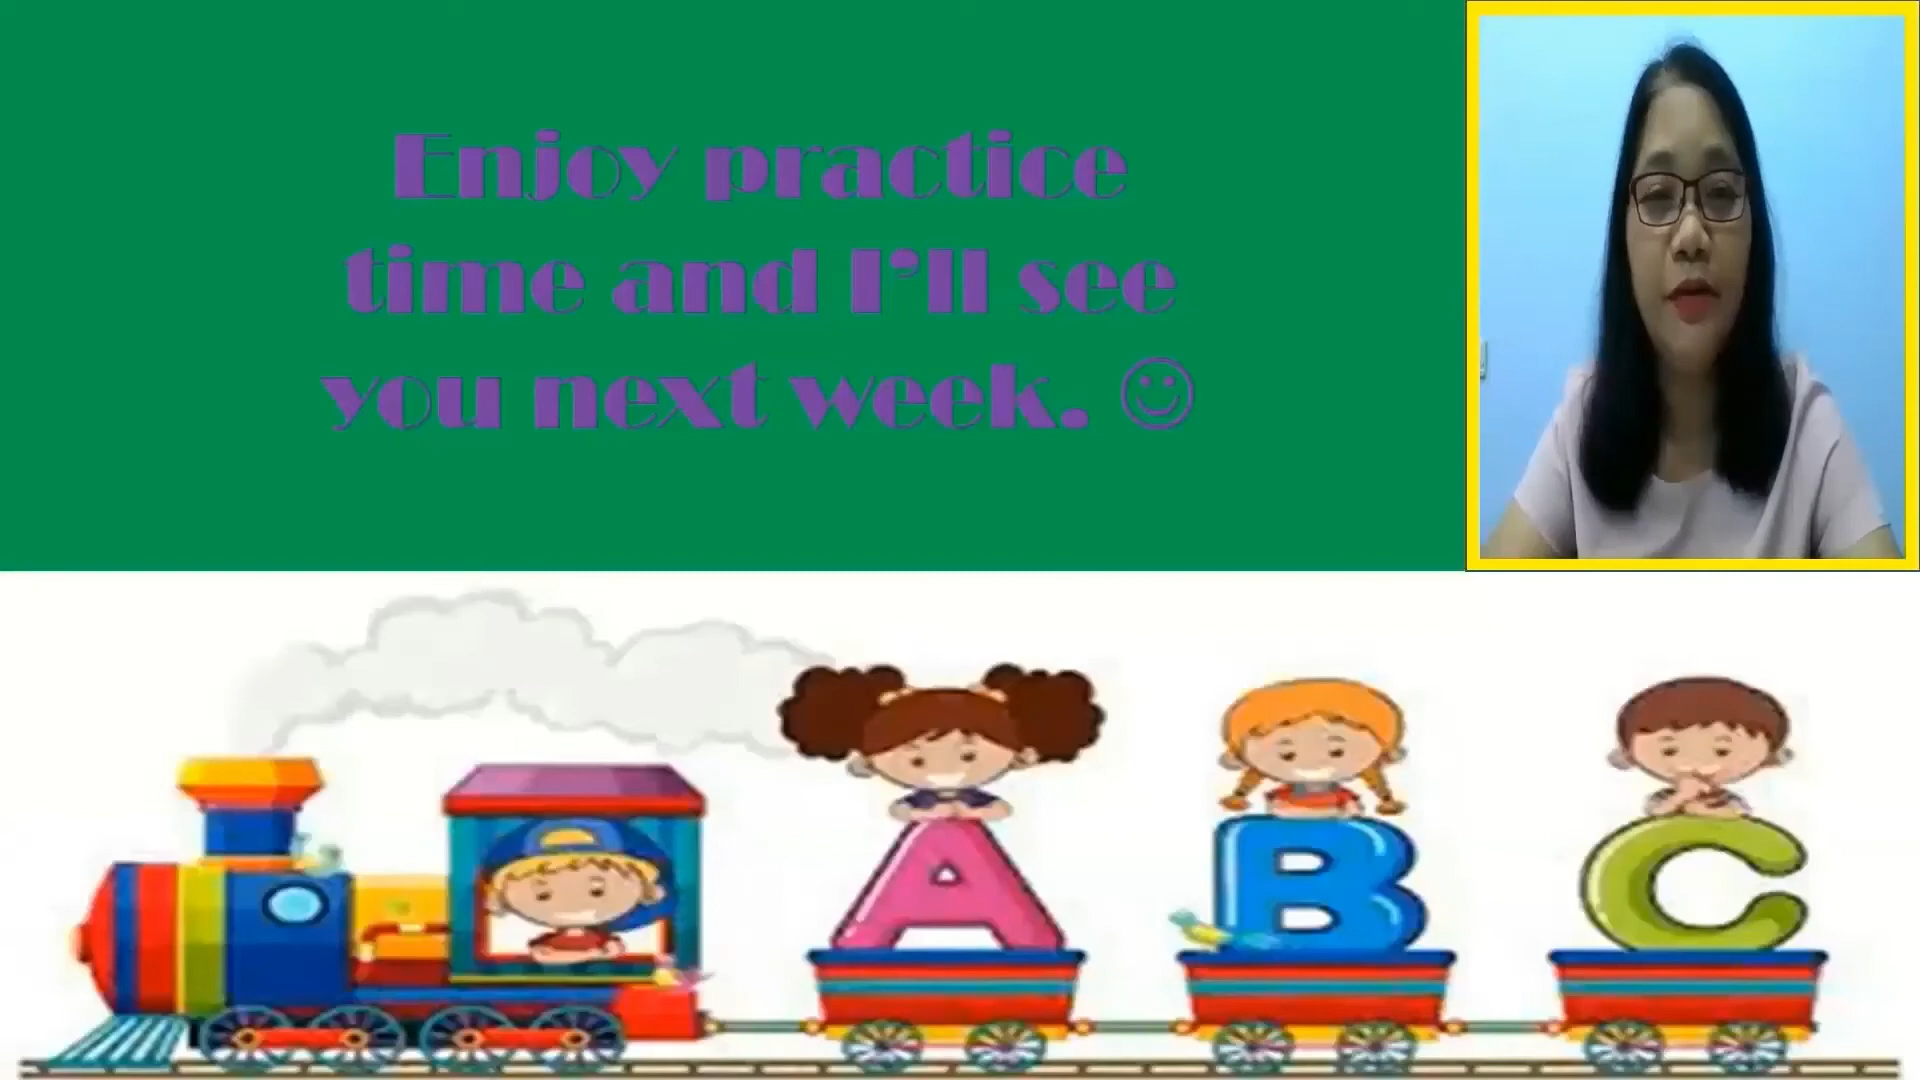 Enjoy practice
time and I'll see
you next week. ☺
A B C